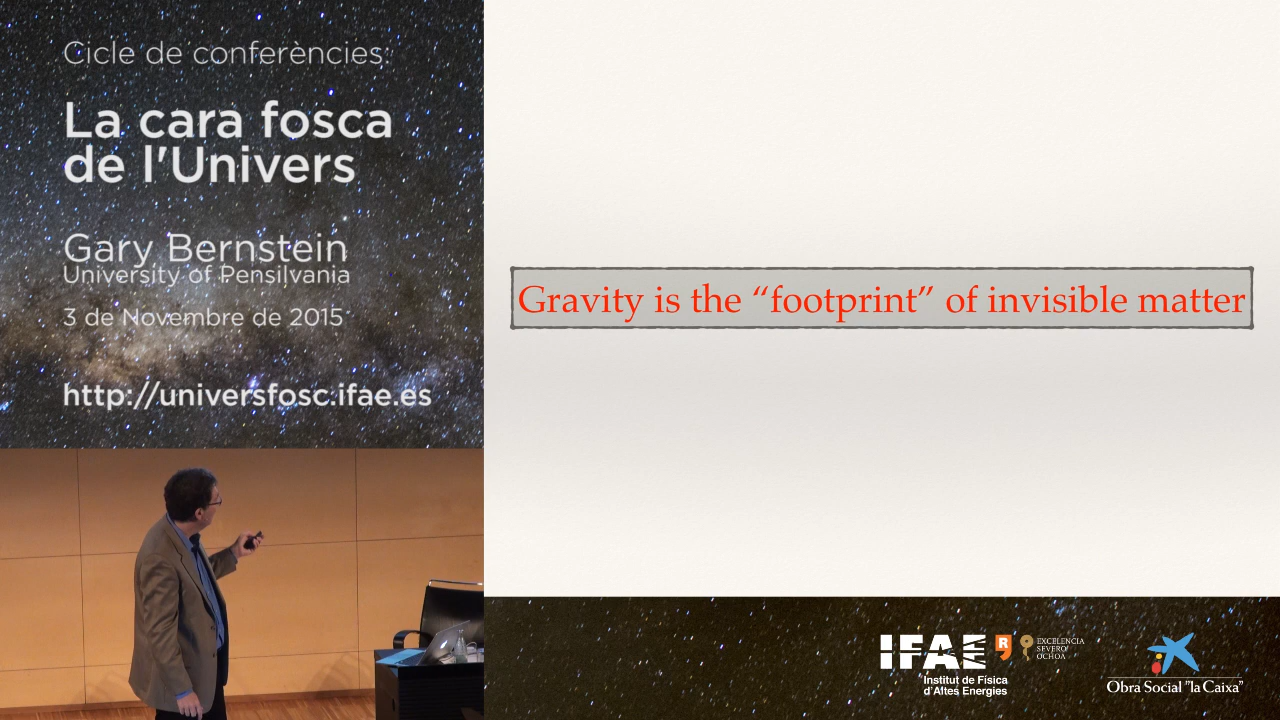 Cicle de conferències:
La cara fosca
de l'Univers
Gary Bernstein
University of Pensilvania
3 de Novembre de 2015
http://universfosc.ifae.es
Gravity is the “footprint” of invisible matter
IFAE
Institut de Física
d'Altes Energies
R
EXCELENCIA
SEVERO
OCHOA
Obra Social "la Caixa"